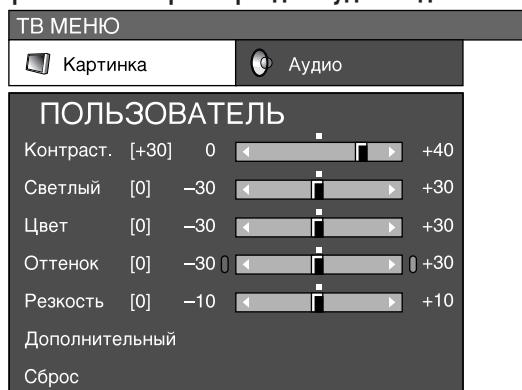 ТВ МЕНЮ
Картинка
Аудио
ПОЛЬЗОВАТЕЛЬ
Контраст. [+30] 0 +40
Светлый [0] –30 +30
Цвет [0] –30 +30
Оттенок [0] –30 +30
Резкость [0] –10 +10
Дополнительный
Сброс